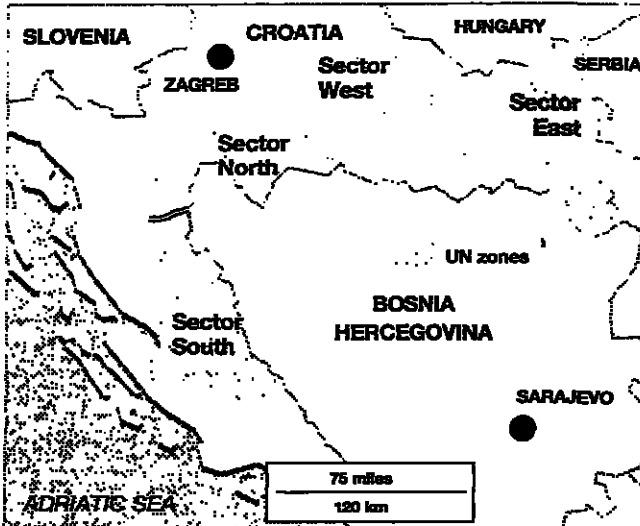 SLOVENIA
CROATIA
HUNGARY
ZAGREB
SERBIA
Sector
West
Sector
East
Sector
North
UN zones
BOSNIA
HERCEGOVINA
Sector
South
SARAJEVO
75 miles
120 km
ADRIATIC SEA